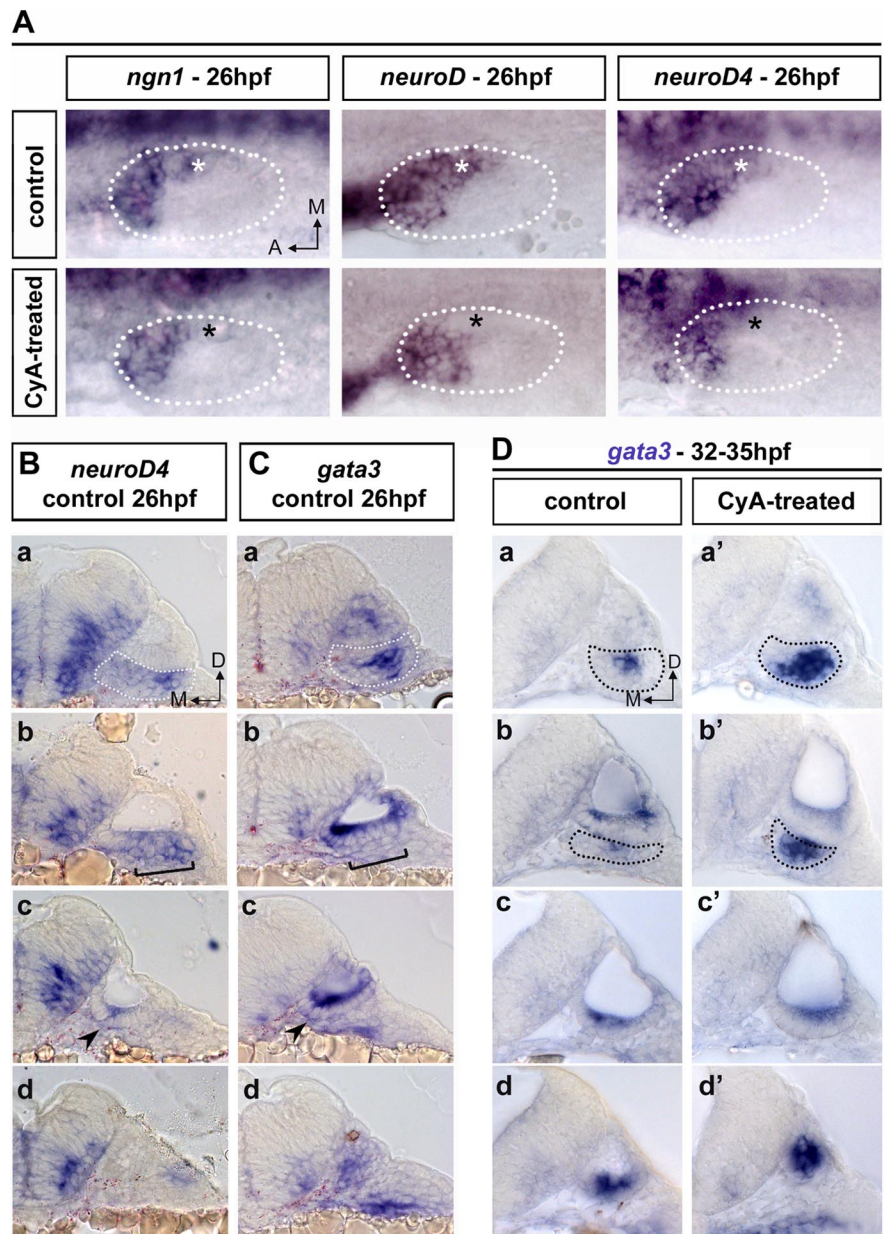 A
ngn1 - 26hpf
neuroD - 26hpf
neuroD4 - 26hpf
control
*
*
*
M
A
CyA-treated
*
*
*
B
neuroD4
control 26hpf
C
gata3
control 26hpf
D
gata3 - 32-35hpf
control
CyA-treated
a
D
M
a
a
D
M
a'
b
b
b
b'
c
c
c
c'
d
d
d
d'